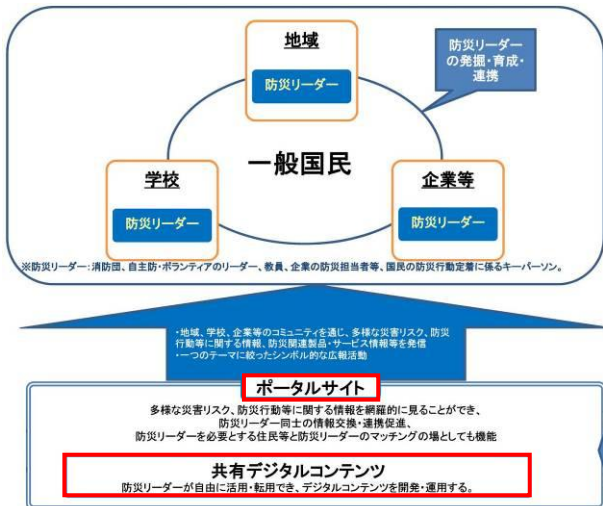 地域
防災リーダー
防災リーダー
の発掘・育成・
連携
一般国民
学校
防災リーダー
企業等
防災リーダー
※防災リーダー：消防団、自主防・ボランティアのリーダー、教員、企業の防災担当者等、国民の防災行動定着に係るキーパーソン。
・地域、学校、企業等のコミュニティを通じ、多様な災害リスク、防災
行動等に関する情報、防災関連製品・サービス情報等を発信
・一つのテーマに絞ったシンボル的な広報活動
ポータルサイト
多様な災害リスク、防災行動等に関する情報を網羅的に見ることができ、
防災リーダー同士の情報交換・連携促進、
防災リーダーを必要とする住民等と防災リーダーのマッチングの場としても機能
共有デジタルコンテンツ
防災リーダーが自由に活用・転用でき、デジタルコンテンツを開発・運用する。